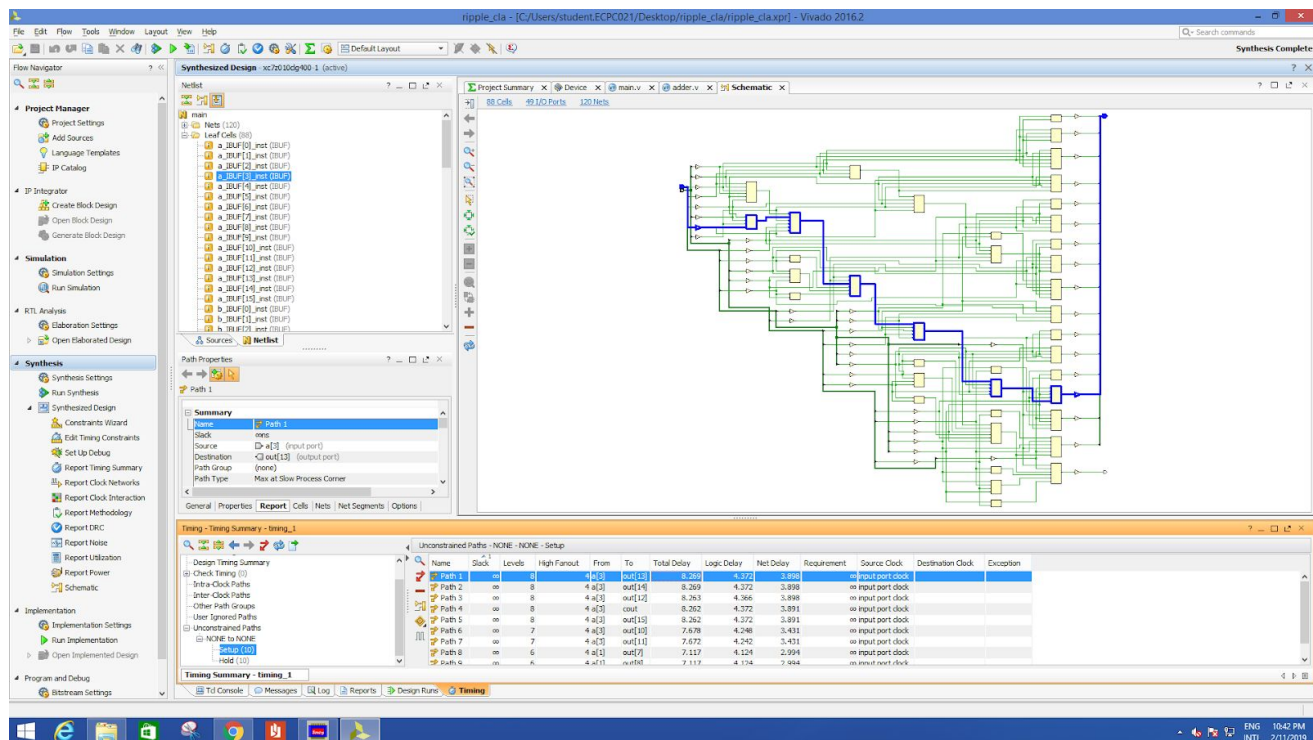 ripple_cla - [C:/Users/student.ECPC021/Desktop/ripple_cla/ripple_cla.xpr] - Vivado 2016.2
File Edit Flow Tools Window Layout View Help
Search commands
Default Layout
Synthesis Complete
Flow Navigator
Project Manager
Project Settings
Add Sources
Language Templates
IP Catalog
IP Integrator
Create Block Design
Open Block Design
Generate Block Design
Simulation
Simulation Settings
Run Simulation
RTL Analysis
Elaboration Settings
Open Elaborated Design
Synthesis
Synthesis Settings
Run Synthesis
Synthesized Design
Constraints Wizard
Edit Timing Constraints
Set Up Debug
Report Timing Summary
Report Clock Networks
Report Clock Interaction
Report Methodology
Report DRC
Report Noise
Report Utilization
Report Power
Schematic
Implementation
Implementation Settings
Run Implementation
Open Implemented Design
Program and Debug
Bitstream Settings
Synthesized Design - xc7z010clg400-1 (active)
Netlist
main
Nets (120)
Leaf Cells (88)
a_IBUF[0]_inst (IBUF)
a_IBUF[1]_inst (IBUF)
a_IBUF[2]_inst (IBUF)
a_IBUF[3]_inst (IBUF)
a_IBUF[4]_inst (IBUF)
a_IBUF[5]_inst (IBUF)
a_IBUF[6]_inst (IBUF)
a_IBUF[7]_inst (IBUF)
a_IBUF[8]_inst (IBUF)
a_IBUF[9]_inst (IBUF)
a_IBUF[10]_inst (IBUF)
a_IBUF[11]_inst (IBUF)
a_IBUF[12]_inst (IBUF)
a_IBUF[13]_inst (IBUF)
a_IBUF[14]_inst (IBUF)
a_IBUF[15]_inst (IBUF)
b_IBUF[0]_inst (IBUF)
b_IBUF[1]_inst (IBUF)
b_IBUF[2]_inst (IBUF)
Sources Netlist
Path Properties
Path 1
Summary
Name Path 1
Slack ∞ns
Source a[3] (input port)
Destination out[13] (output port)
Path Group (none)
Path Type Max at Slow Process Corner
General Properties Report Cells Nets Net Segments Options
Project Summary Device main.v adder.v Schematic
88 Cells 49 I/O Ports 120 Nets
Timing - Timing Summary - timing_1
Design Timing Summary
Check Timing (0)
Intra-Clock Paths
Inter-Clock Paths
Other Path Groups
User Ignored Paths
Unconstrained Paths
NONE to NONE
Setup (10)
Hold (10)
Timing Summary - timing_1
Unconstrained Paths - NONE - NONE - Setup
Name Slack 1 Levels High Fanout From To Total Delay Logic Delay Net Delay Requirement Source Clock Destination Clock Exception
Path 1 ∞ 8 4 a[3] out[13] 8.269 4.372 3.898 ∞ input port clock
Path 2 ∞ 8 4 a[3] out[14] 8.269 4.372 3.898 ∞ input port clock
Path 3 ∞ 8 4 a[3] out[12] 8.263 4.366 3.898 ∞ input port clock
Path 4 ∞ 8 4 a[3] cout 8.262 4.372 3.891 ∞ input port clock
Path 5 ∞ 8 4 a[3] out[15] 8.262 4.372 3.891 ∞ input port clock
Path 6 ∞ 7 4 a[3] out[10] 7.678 4.248 3.431 ∞ input port clock
Path 7 ∞ 7 4 a[3] out[11] 7.672 4.242 3.431 ∞ input port clock
Path 8 ∞ 6 4 a[1] out[7] 7.117 4.124 2.994 ∞ input port clock
Path 9 ∞ 6 4 a[1] 7.112 4.124 2.994 ∞ input port clock
Tcl Console Messages Log Reports Design Runs Timing
ENG 10:42 PM
INTL 2/11/2019